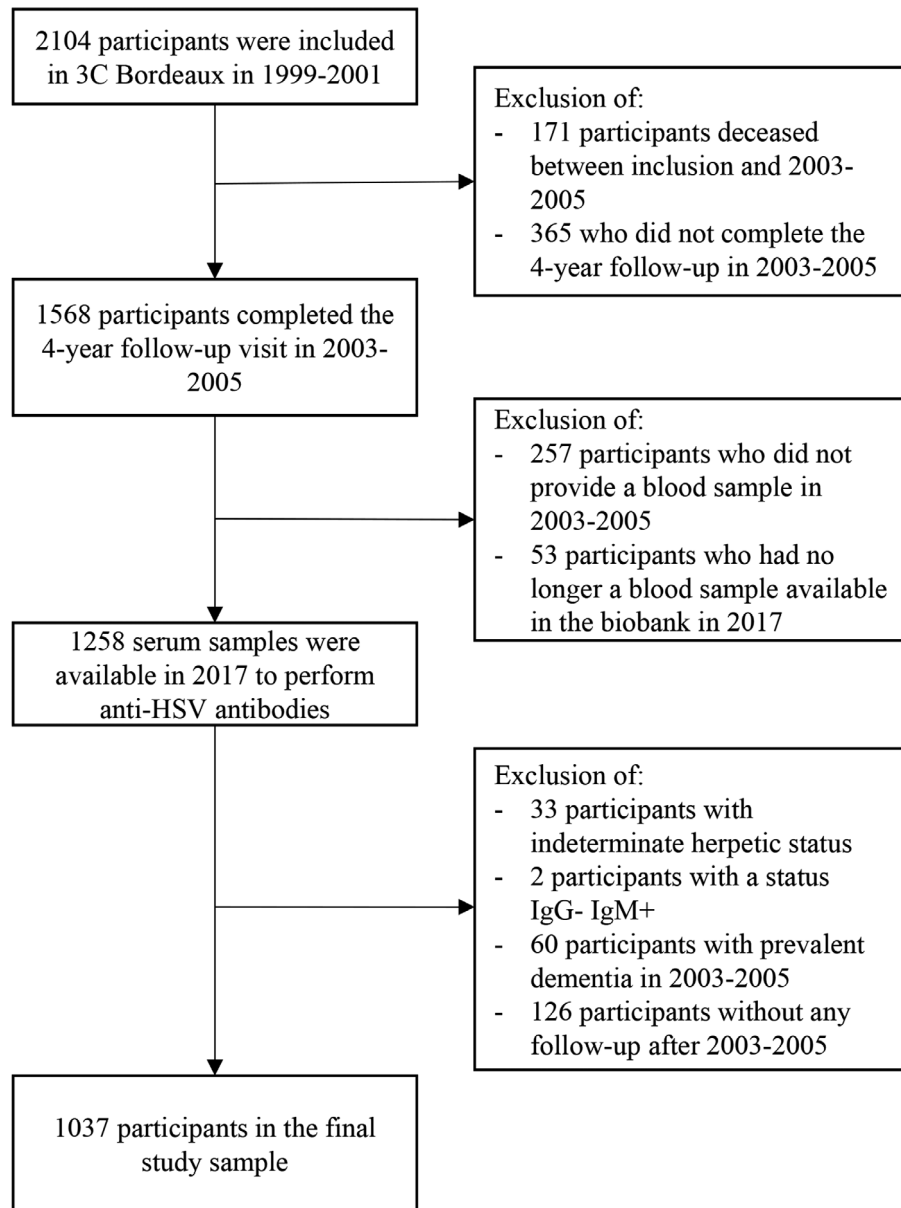 2104 participants were included
in 3C Bordeaux in 1999-2001
Exclusion of:
- 171 participants deceased
between inclusion and 2003-
2005
- 365 who did not complete the
4-year follow-up in 2003-2005
1568 participants completed the
4-year follow-up visit in 2003-
2005
Exclusion of:
- 257 participants who did not
provide a blood sample in
2003-2005
- 53 participants who had no
longer a blood sample available
in the biobank in 2017
1258 serum samples were
available in 2017 to perform
anti-HSV antibodies
Exclusion of:
- 33 participants with
indeterminate herpetic status
- 2 participants with a status
IgG- IgM+
- 60 participants with prevalent
dementia in 2003-2005
- 126 participants without any
follow-up after 2003-2005
1037 participants in the final
study sample